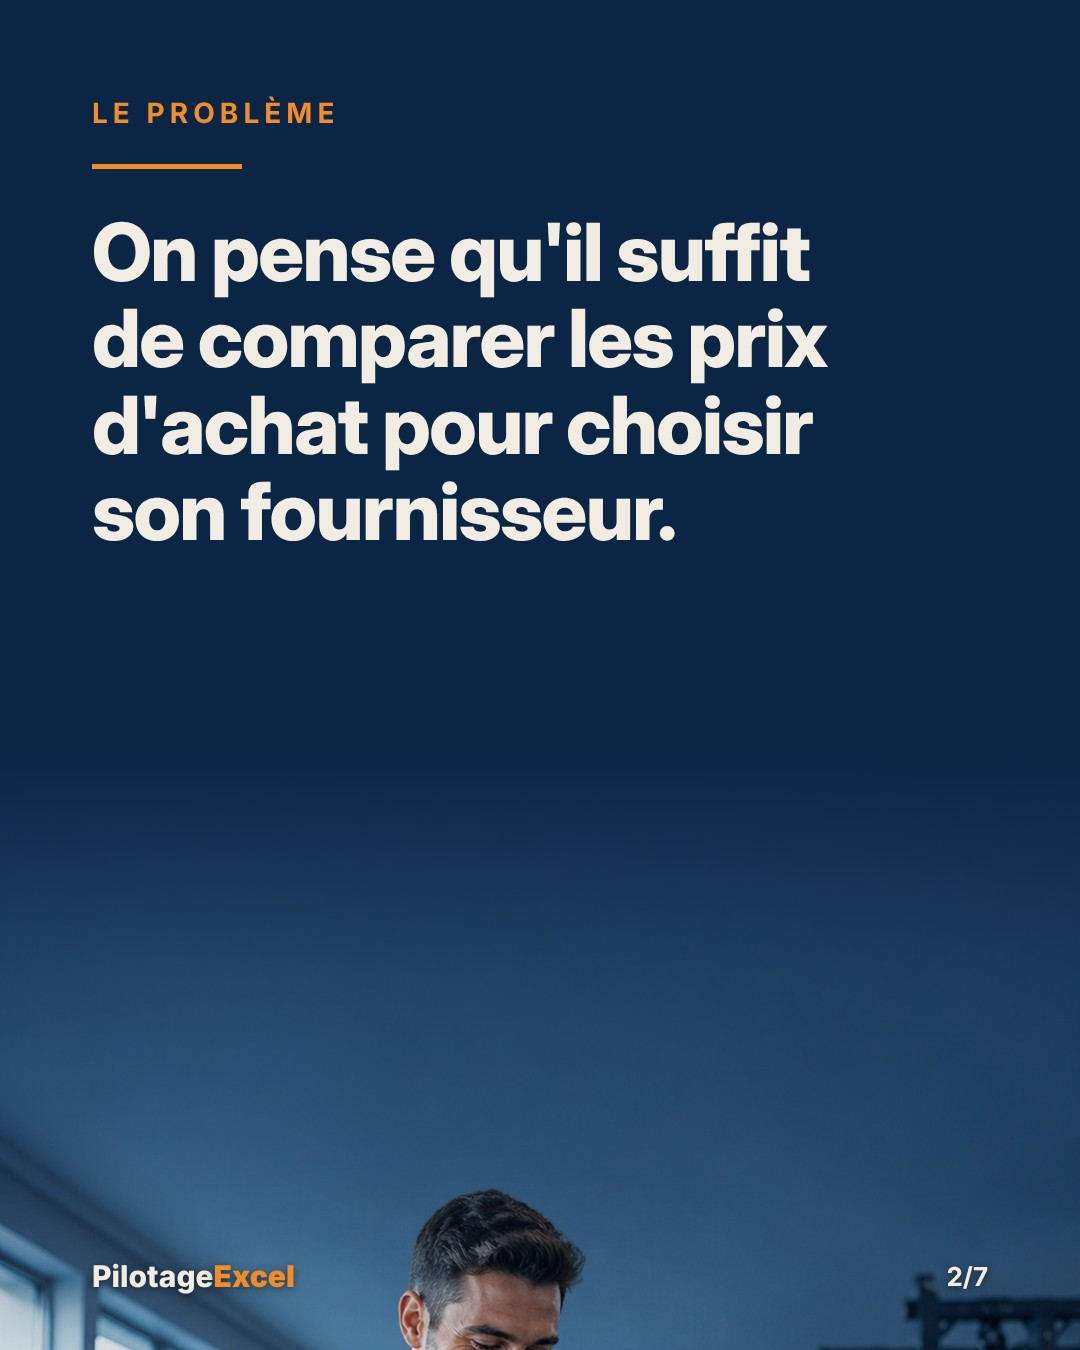 LE PROBLÈME
On pense qu'il suffit
de comparer les prix
d'achat pour choisir
son fournisseur.
PilotageExcel
2/7